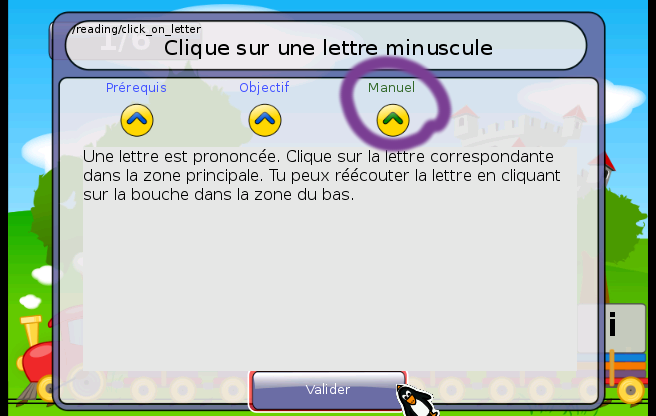 /reading/click_on_letter
1/6
Clique sur une lettre minuscule
Prérequis Objectif Manuel
Une lettre est prononcée. Clique sur la lettre correspondante
dans la zone principale. Tu peux réécouter la lettre en cliquant
sur la bouche dans la zone du bas.
i
Valider